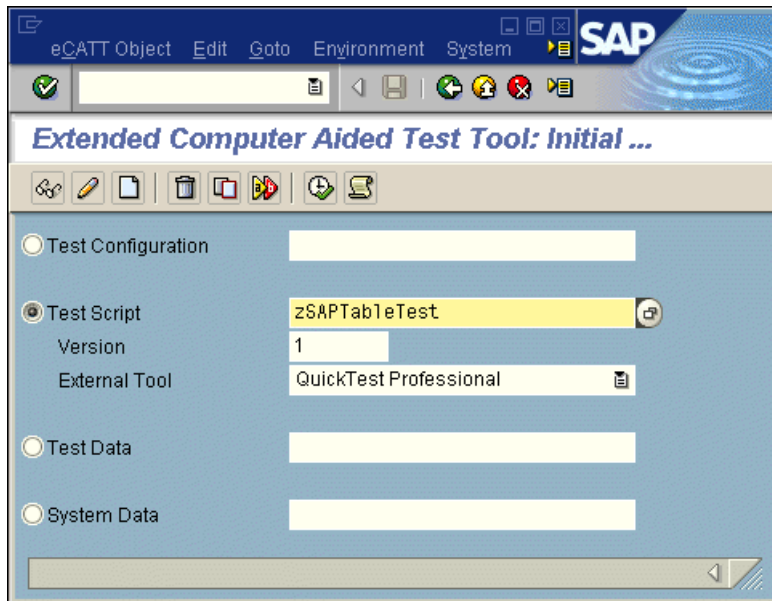 eCATT Object Edit Goto Environment System
SAP
Extended Computer Aided Test Tool: Initial ...
Test Configuration
Test Script zSAPTableTest
Version 1
External Tool QuickTest Professional
Test Data
System Data